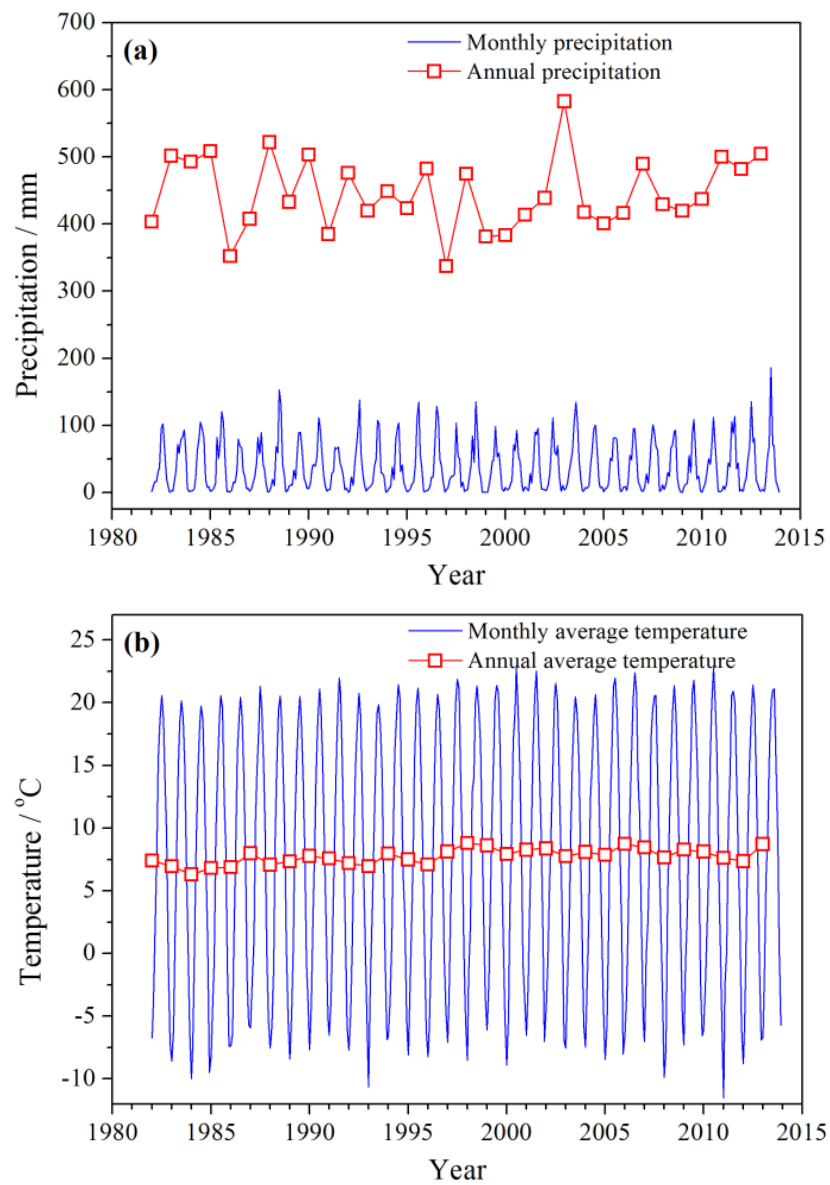 (a)
Monthly precipitation
Annual precipitation
Precipitation / mm
700
600
500
400
300
200
100
0
1980 1985 1990 1995 2000 2005 2010 2015
Year
(b)
Monthly average temperature
Annual average temperature
Temperature / °C
25
20
15
10
5
0
-5
-10
1980 1985 1990 1995 2000 2005 2010 2015
Year